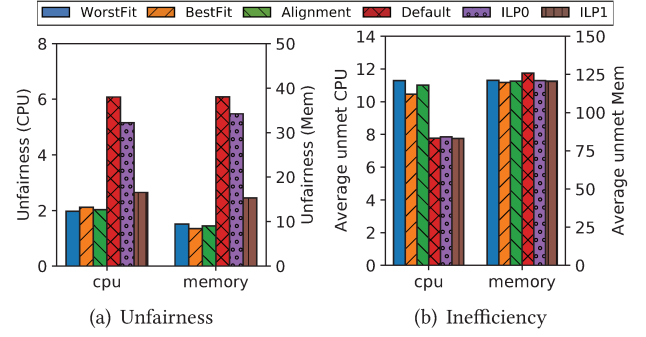 WorstFit BestFit Alignment Default ILP0 ILP1
8
6
4
2
0
Unfairness (CPU)
50
40
30
20
10
0
Unfairness (Mem)
cpu memory
(a) Unfairness
14
12
10
8
6
4
2
0
Average unmet CPU
150
125
100
75
50
25
0
Average unmet Mem
cpu memory
(b) Inefficiency